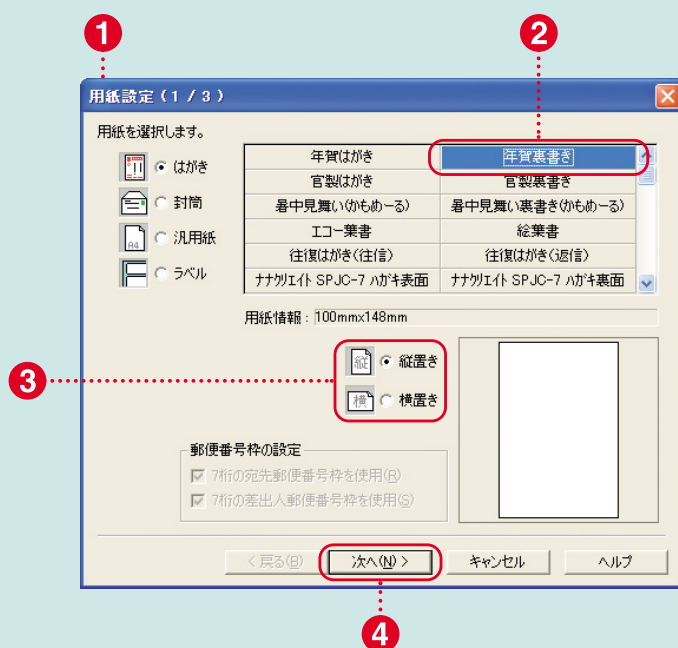 1
2
用紙設定(1/3)
用紙を選択します。
はがき
封筒
A4
汎用紙
ラベル
年賀はがき 年賀裏書き
官製はがき 官製裏書き
暑中見舞い(かもめ~る) 暑中見舞い裏書き(かもめ~る)
エコー葉書 絵葉書
往復はがき(往信) 往復はがき(返信)
ナナクリエイト SPJC-7 ハガキ表面 ナナクリエイト SPJC-7 ハガキ裏面
用紙情報:100mmx148mm
3
縦 縦置き
横 横置き
郵便番号枠の設定
7桁の宛先郵便番号枠を使用(R)
7桁の差出人郵便番号枠を使用(S)
<戻る(B) 次へ(N)> キャンセル ヘルプ
4